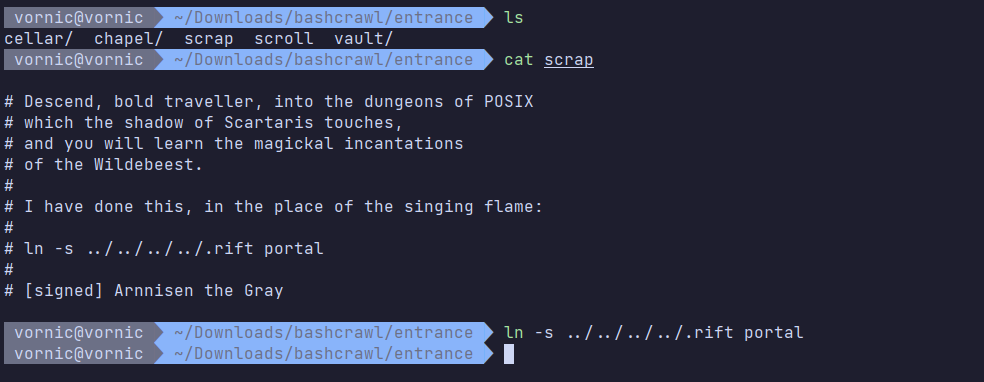 vornic@vornic ~/Downloads/bashcrawl/entrance ls
cellar/ chapel/ scrap scroll vault/
vornic@vornic ~/Downloads/bashcrawl/entrance cat scrap
# Descend, bold traveller, into the dungeons of POSIX
# which the shadow of Scartaris touches,
# and you will learn the magickal incantations
# of the Wildebeest.
#
# I have done this, in the place of the singing flame:
#
# ln -s ../../../../.rift portal
#
# [signed] Arnnisen the Gray
vornic@vornic ~/Downloads/bashcrawl/entrance ln -s ../../../../.rift portal
vornic@vornic ~/Downloads/bashcrawl/entrance